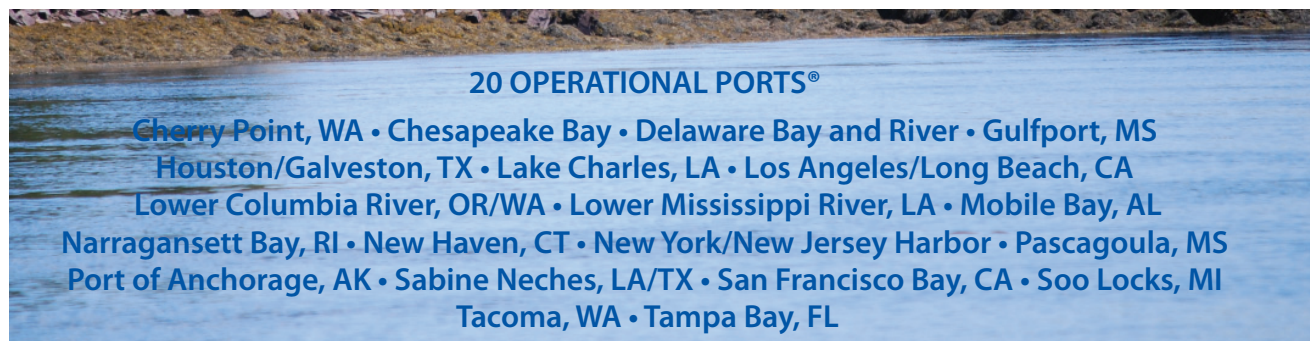 20 OPERATIONAL PORTS®
Cherry Point, WA • Chesapeake Bay • Delaware Bay and River • Gulfport, MS
Houston/Galveston, TX • Lake Charles, LA • Los Angeles/Long Beach, CA
Lower Columbia River, OR/WA • Lower Mississippi River, LA • Mobile Bay, AL
Narragansett Bay, RI • New Haven, CT • New York/New Jersey Harbor • Pascagoula, MS
Port of Anchorage, AK • Sabine Neches, LA/TX • San Francisco Bay, CA • Soo Locks, MI
Tacoma, WA • Tampa Bay, FL